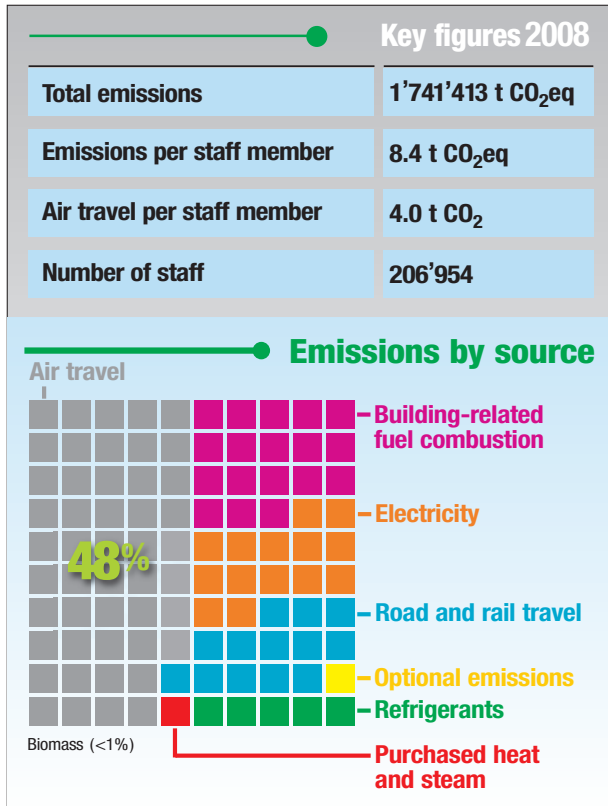 Key figures 2008
Total emissions 1’741’413 t CO₂eq
Emissions per staff member 8.4 t CO₂eq
Air travel per staff member 4.0 t CO₂
Number of staff 206’954
Emissions by source
Air travel
Building-related
fuel combustion
Electricity
48%
Road and rail travel
Optional emissions
Refrigerants
Biomass (<1%)
Purchased heat
and steam